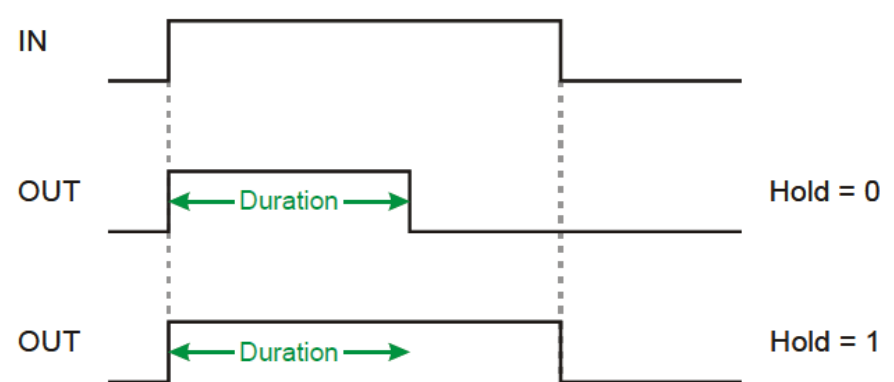 IN
OUT
Duration
Hold = 0
OUT
Duration
Hold = 1